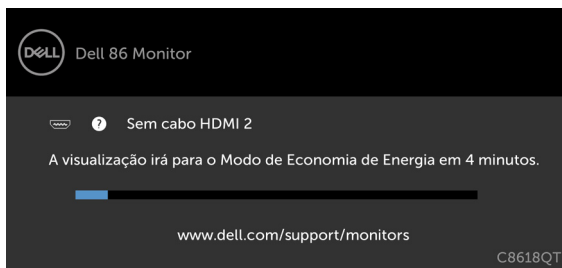 DELL Dell 86 Monitor
? Sem cabo HDMI 2
A visualização irá para o Modo de Economia de Energia em 4 minutos.
www.dell.com/support/monitors
C8618QT